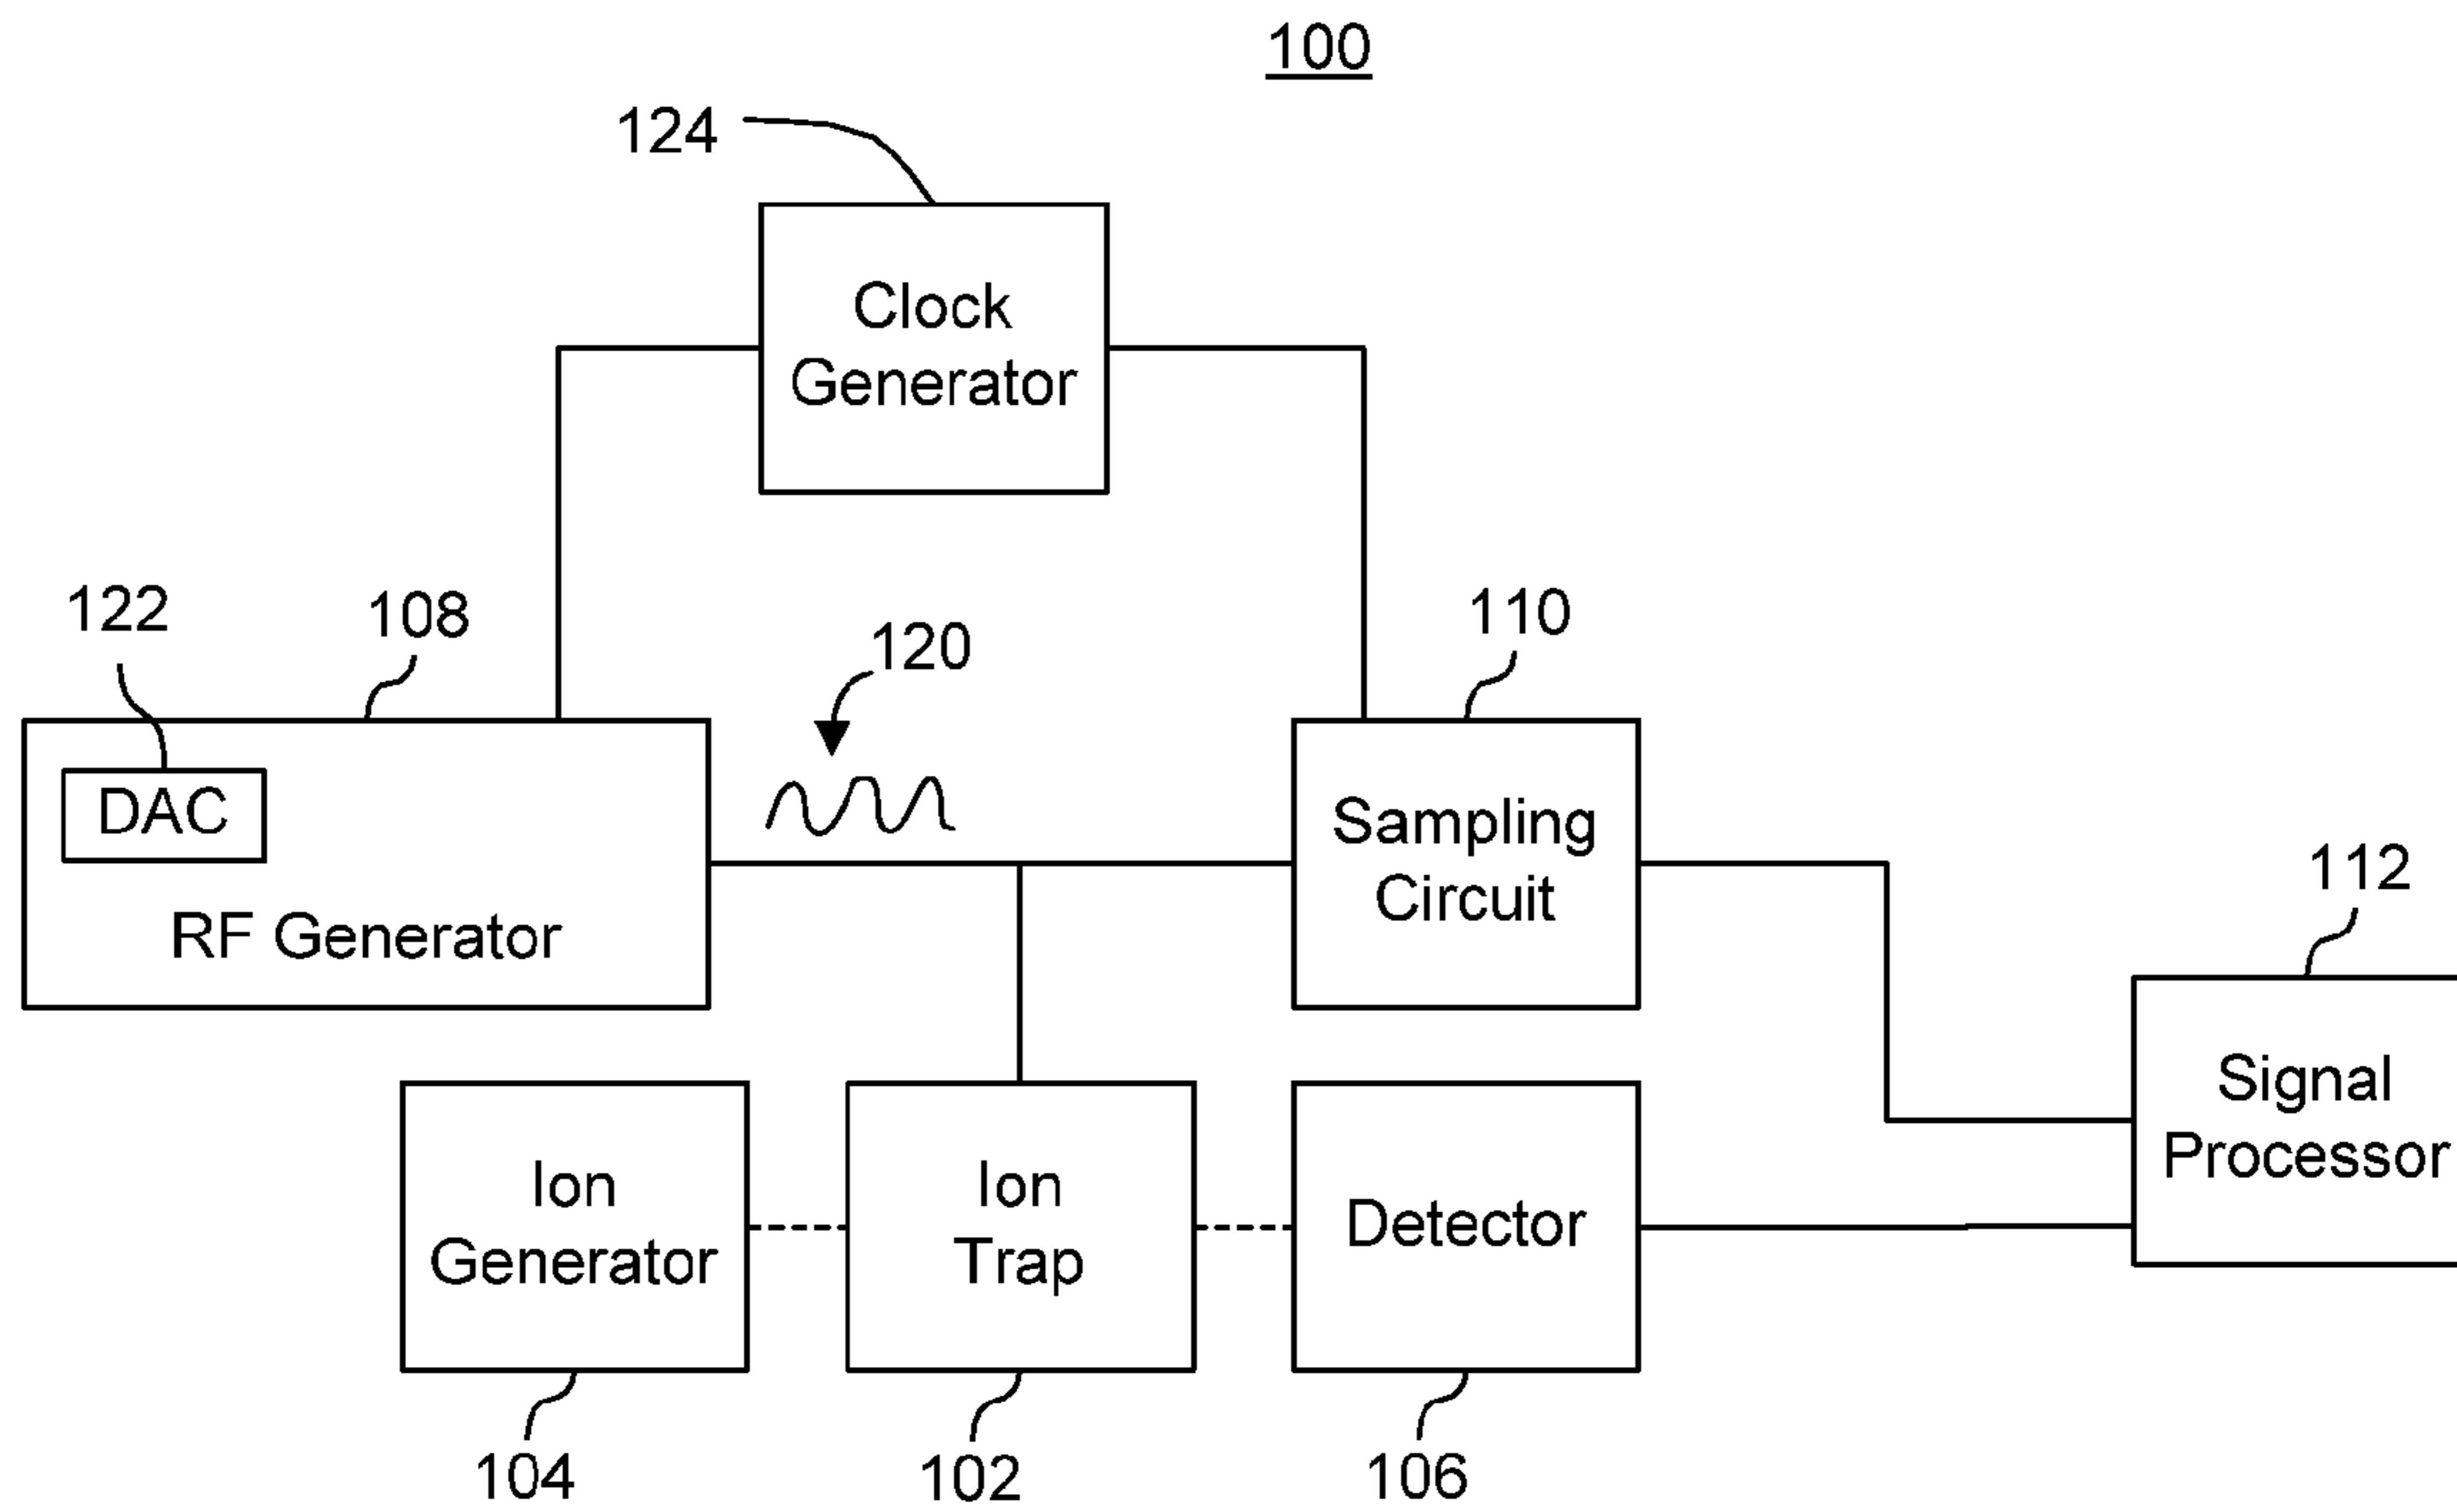 100
124
Clock
Generator
122
108
120
110
DAC
RF Generator
Sampling
Circuit
112
Signal
Processor
Ion
Generator
Ion
Trap
Detector
104
102
106